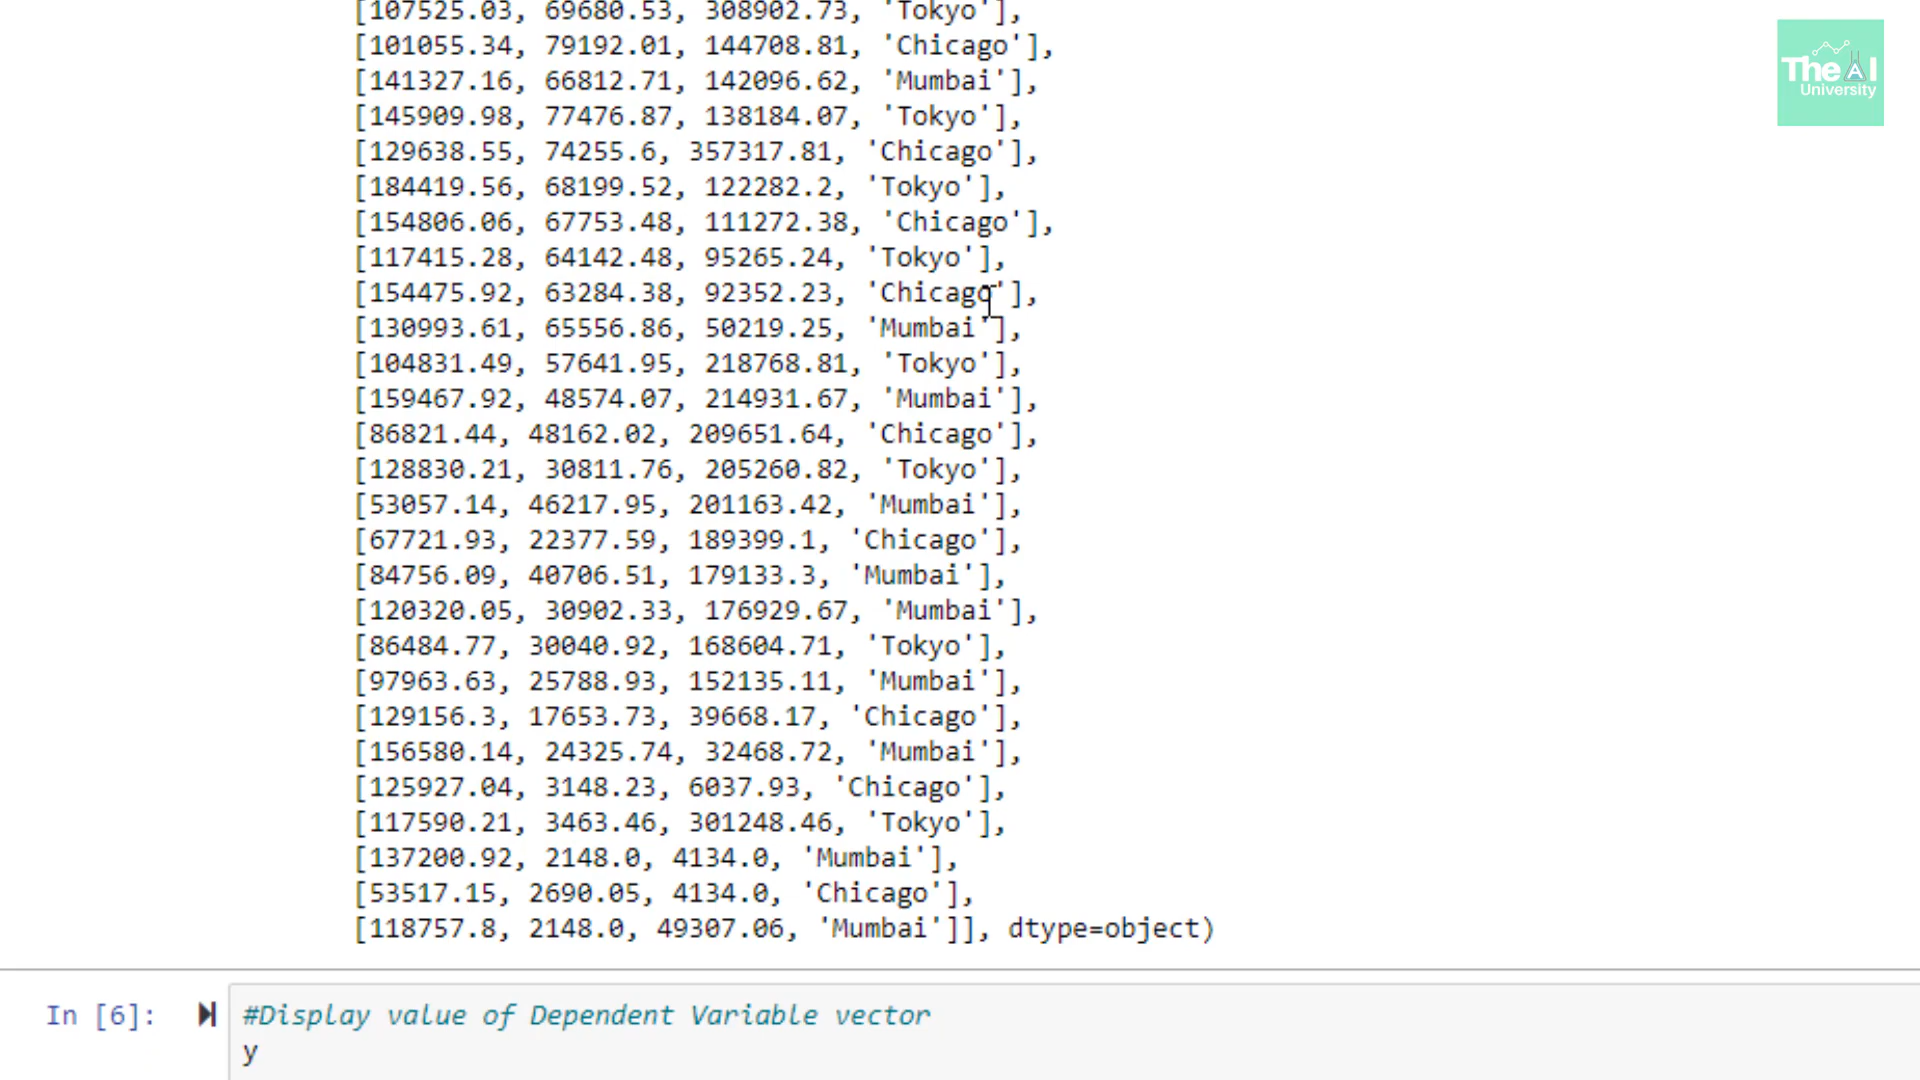 [107525.03, 69680.53, 308902.73, 'Tokyo'],
[101055.34, 79192.01, 144708.81, 'Chicago'],
[141327.16, 66812.71, 142096.62, 'Mumbai'],
[145909.98, 77476.87, 138184.07, 'Tokyo'],
[129638.55, 74255.6, 357317.81, 'Chicago'],
[184419.56, 68199.52, 122282.2, 'Tokyo'],
[154806.06, 67753.48, 111272.38, 'Chicago'],
[117415.28, 64142.48, 95265.24, 'Tokyo'],
[154475.92, 63284.38, 92352.23, 'Chicago'],
[130993.61, 65556.86, 50219.25, 'Mumbai'],
[104831.49, 57641.95, 218768.81, 'Tokyo'],
[159467.92, 48574.07, 214931.67, 'Mumbai'],
[86821.44, 48162.02, 209651.64, 'Chicago'],
[128830.21, 30811.76, 205260.82, 'Tokyo'],
[53057.14, 46217.95, 201163.42, 'Mumbai'],
[67721.93, 22377.59, 189399.1, 'Chicago'],
[84756.09, 40706.51, 179133.3, 'Mumbai'],
[120320.05, 30902.33, 176929.67, 'Mumbai'],
[86484.77, 30040.92, 168604.71, 'Tokyo'],
[97963.63, 25788.93, 152135.11, 'Mumbai'],
[129156.3, 17653.73, 39668.17, 'Chicago'],
[156580.14, 24325.74, 32468.72, 'Mumbai'],
[125927.04, 3148.23, 6037.93, 'Chicago'],
[117590.21, 3463.46, 301248.46, 'Tokyo'],
[137200.92, 2148.0, 4134.0, 'Mumbai'],
[53517.15, 2690.05, 4134.0, 'Chicago'],
[118757.8, 2148.0, 49307.06, 'Mumbai']], dtype=object)
In [6]:
#Display value of Dependent Variable vector
y
The AI
University